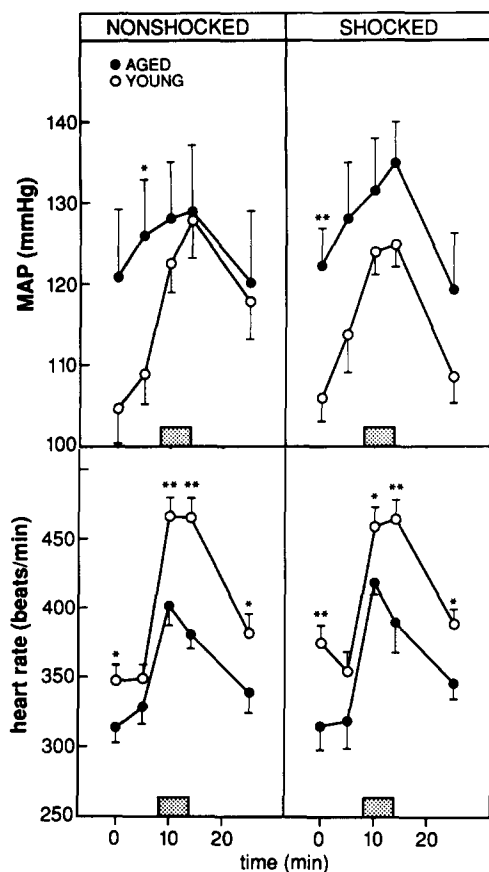 NONSHOCKED SHOCKED
● AGED
○ YOUNG
MAP (mmHg)
140
130
120
110
100
*
**
heart rate (beats/min)
450
400
350
300
250
*
**
**
*
**
*
**
*
0 10 20 0 10 20
time (min)